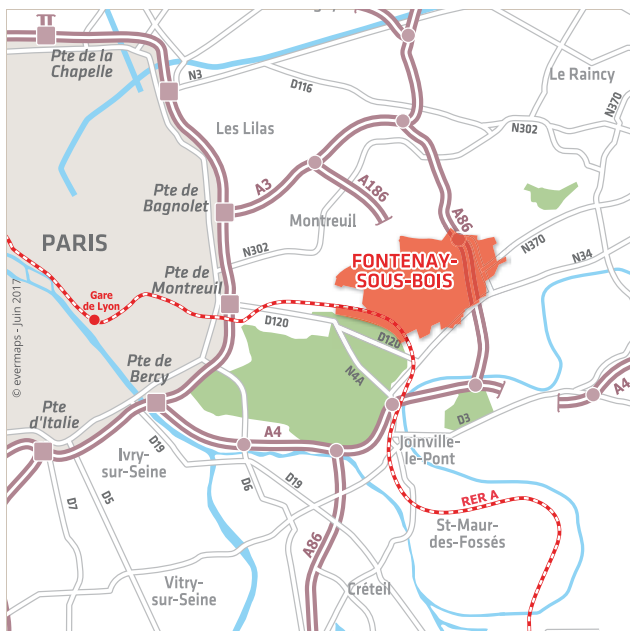 Pte de la
Chapelle
N3
D116
Le Raincy
N370
N302
Les Lilas
A3
A186
Pte de
Bagnolet
Montreuil
A86
PARIS
N302
FONTENAY-
SOUS-BOIS
N370
N34
Pte de
Montreuil
Gare
de Lyon
D120
D120
N4A
© evermaps - Juin 2017
Pte de
Bercy
A4
Pte
d'Italie
A4
D3
D19
Ivry-
sur-Seine
Joinville-
le-Pont
D7
D5
D6
D19
RER A
St-Maur-
des-Fossés
A86
Vitry-
sur-Seine
Créteil